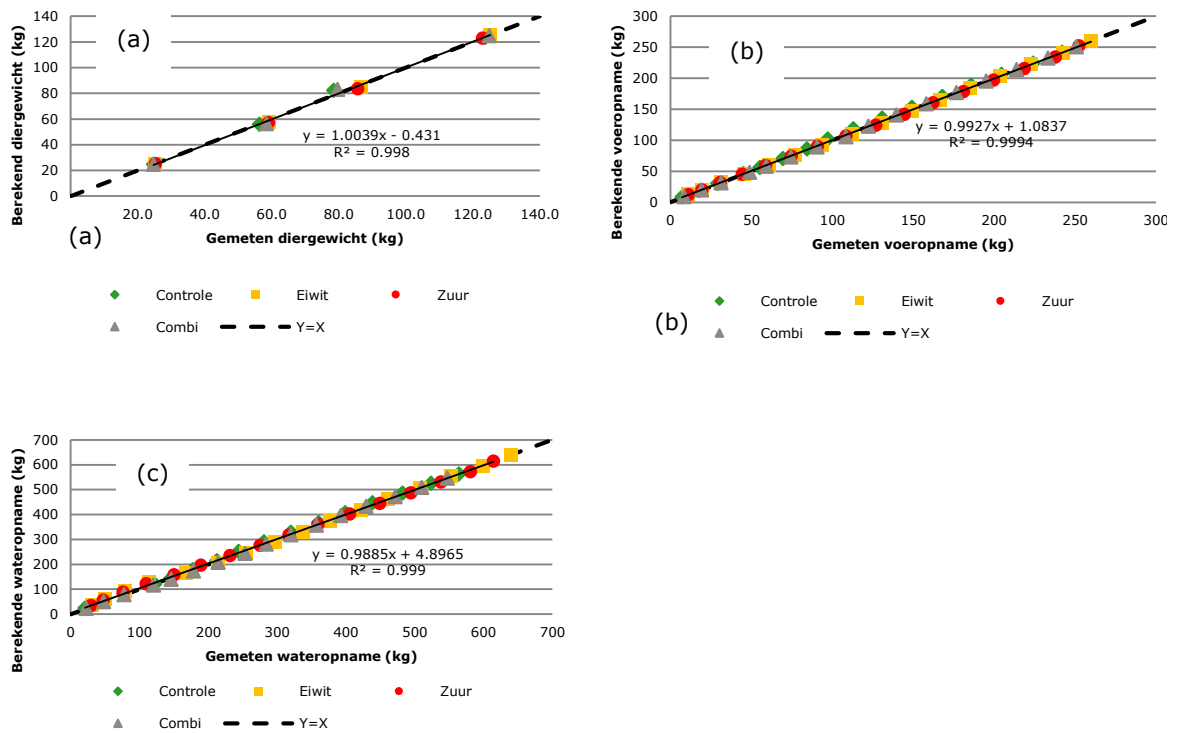 (a)
Berekend diergewicht (kg)
140
120
100
80
60
40
20
0
y = 1.0039x - 0.431
R² = 0.998
20.0 40.0 60.0 80.0 100.0 120.0 140.0
Gemeten diergewicht (kg)
(a)
Controle Eiwit Zuur
Combi Y=X
(b)
Berekende voeropname (kg)
300
250
200
150
100
50
0
y = 0.9927x + 1.0837
R² = 0.9994
0 50 100 150 200 250 300
Gemeten voeropname (kg)
Controle Eiwit Zuur
Combi Y=X
(b)
(c)
Berekende wateropname (kg)
700
600
500
400
300
200
100
0
y = 0.9885x + 4.8965
R² = 0.999
0 100 200 300 400 500 600 700
Gemeten wateropname (kg)
Controle Eiwit Zuur
Combi Y=X